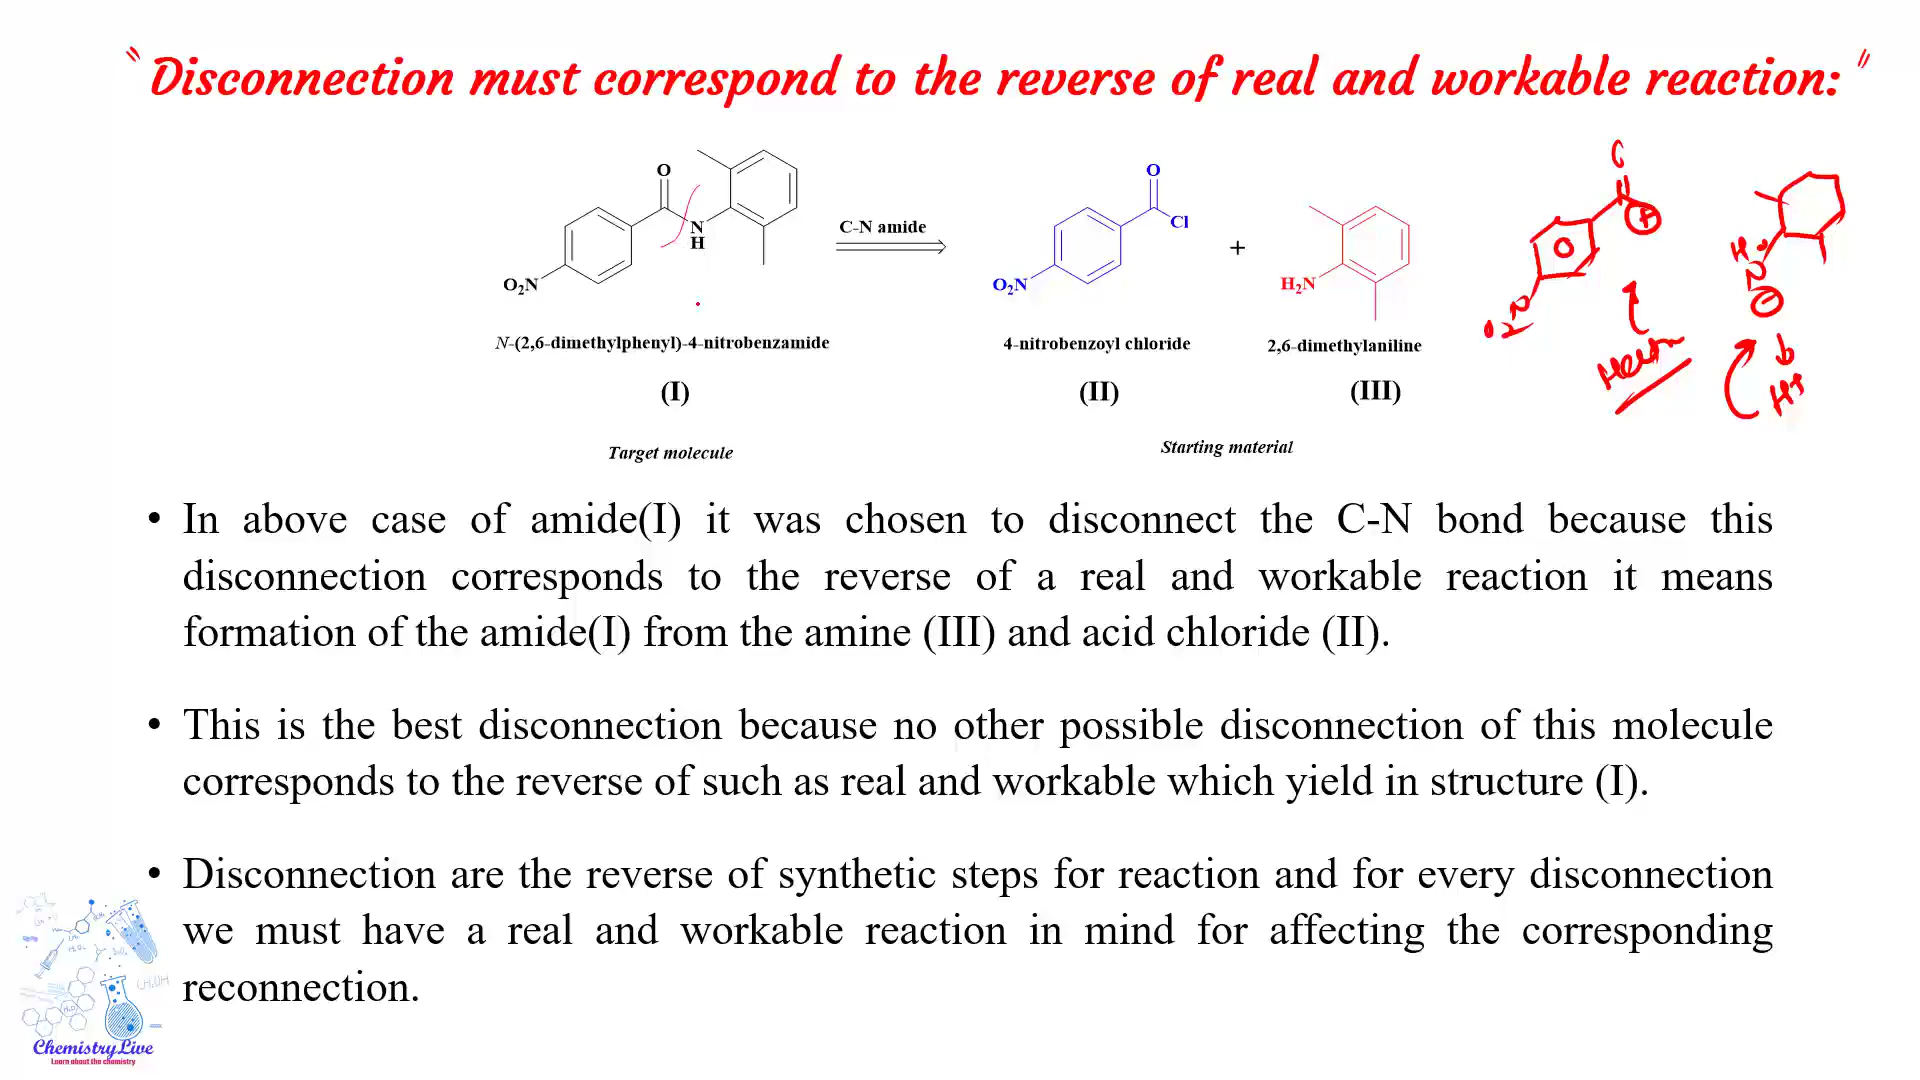 " Disconnection must correspond to the reverse of real and workable reaction: "
O
N
H
O₂N
C-N amide
O
Cl
O₂N
+
H₂N
O₂N
H
N
H+
N-(2,6-dimethylphenyl)-4-nitrobenzamide
4-nitrobenzoyl chloride
2,6-dimethylaniline
(I)
(II)
(III)
Target molecule
Starting material
• In above case of amide(I) it was chosen to disconnect the C-N bond because this
disconnection corresponds to the reverse of a real and workable reaction it means
formation of the amide(I) from the amine (III) and acid chloride (II).
• This is the best disconnection because no other possible disconnection of this molecule
corresponds to the reverse of such as real and workable which yield in structure (I).
• Disconnection are the reverse of synthetic steps for reaction and for every disconnection
we must have a real and workable reaction in mind for affecting the corresponding
reconnection.
ChemistryLive
Learn about the chemistry